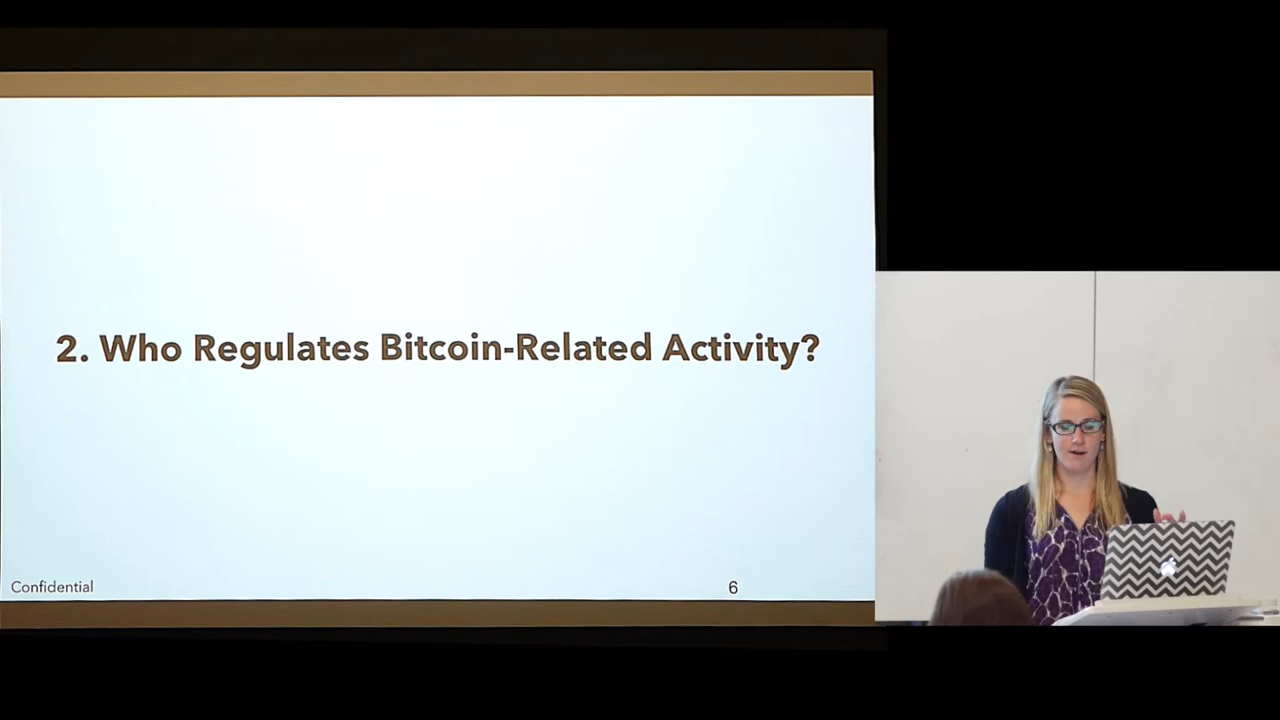 2. Who Regulates Bitcoin-Related Activity?
Confidential
6